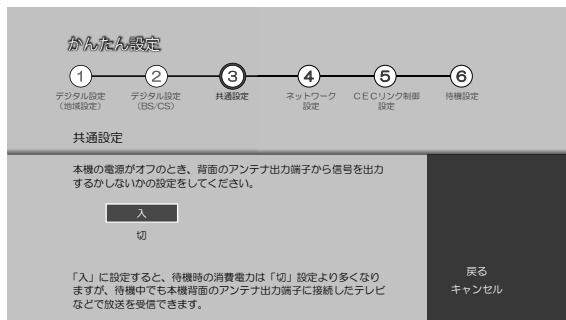 かんたん設定
1 2 3 4 5 6
デジタル設定 デジタル設定 共通設定 ネットワーク CECリンク制御 待機設定
（地域設定） （BS/CS） 設定 設定
共通設定
本機の電源がオフのとき、背面のアンテナ出力端子から信号を出力
するかしないかの設定をしてください。
入
切
「入」に設定すると、待機時の消費電力は「切」設定より多くなり
ますが、待機中でも本機背面のアンテナ出力端子に接続したテレビ
などで放送を受信できます。
戻る
キャンセル